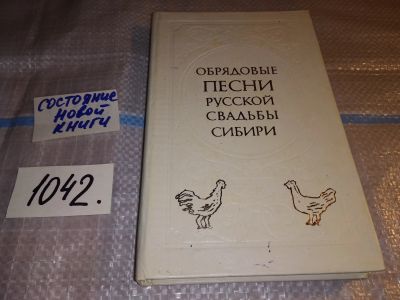 состояние
новой
книги
1042.
ОБРЯДОВЫЕ
ПЕСНИ
РУССКОЙ
СВАДЬБЫ
СИБИРИ